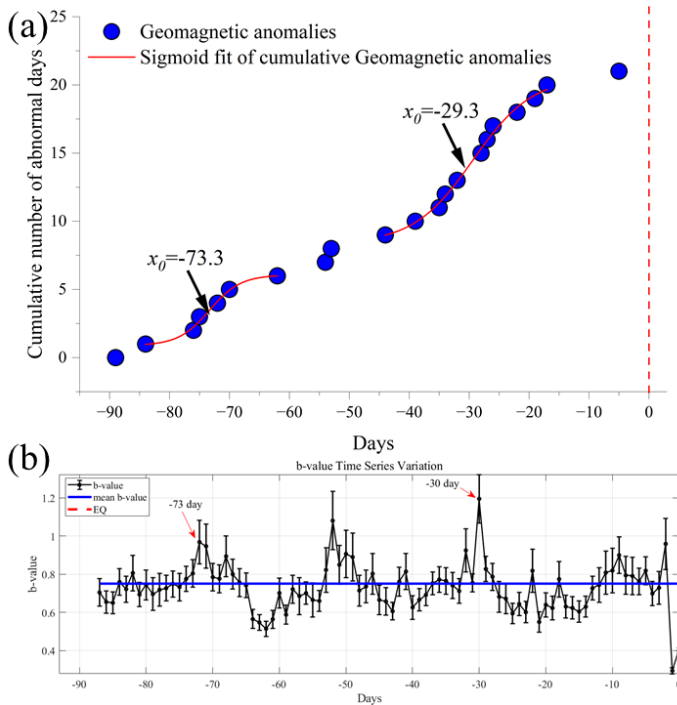 (a)
25
20
15
10
5
0
Cumulative number of abnormal days
Geomagnetic anomalies
Sigmoid fit of cumulative Geomagnetic anomalies
x₀=-29.3
x₀=-73.3
−90 −80 −70 −60 −50 −40 −30 −20 −10 0
Days
(b)
b-value Time Series Variation
b-value
mean b-value
EQ
-73 day
-30 day
1.2
1
0.8
0.6
0.4
b-value
-90 -80 -70 -60 -50 -40 -30 -20 -10 0
Days